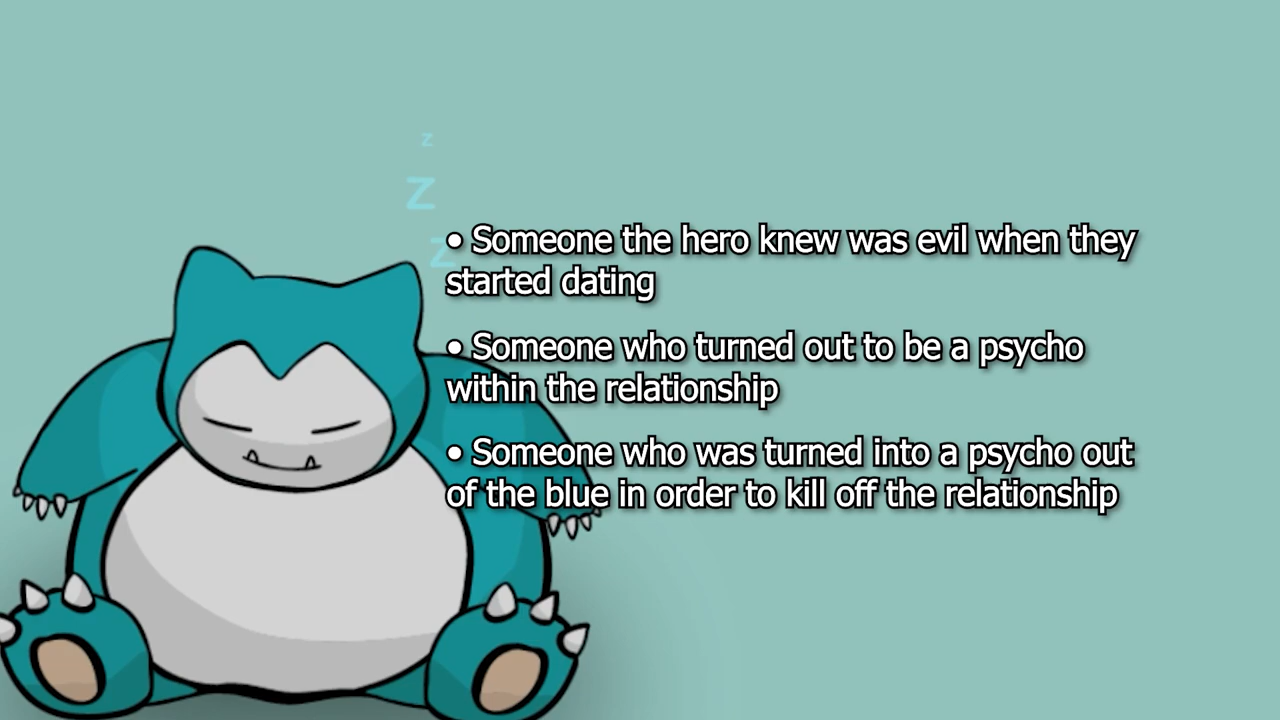 z
Z
Z
• Someone the hero knew was evil when they
started dating
• Someone who turned out to be a psycho
within the relationship
• Someone who was turned into a psycho out
of the blue in order to kill off the relationship